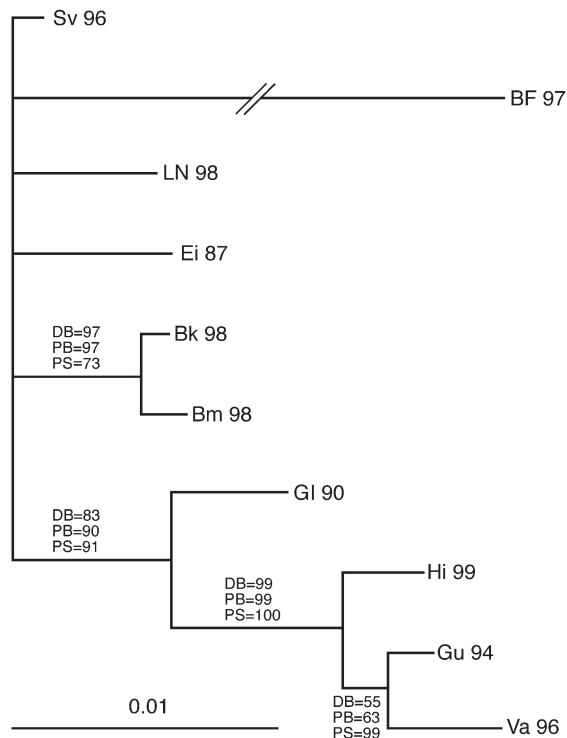 Sv 96
BF 97
LN 98
Ei 87
DB=97
PB=97
PS=73
Bk 98
Bm 98
Gl 90
DB=83
PB=90
PS=91
Hi 99
DB=99
PB=99
PS=100
Gu 94
DB=55
PB=63
PS=99
Va 96
0.01